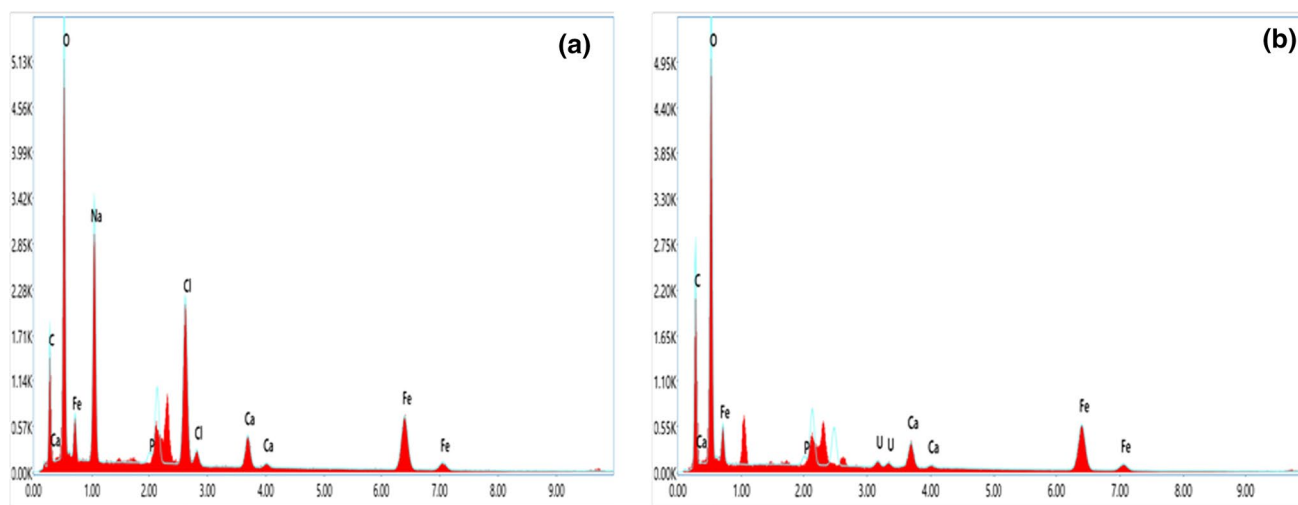 (a)
O
5.13K
4.56K
3.99K
3.42K
Na
2.85K
Cl
2.28K
1.71K
C
1.14K
Fe
Fe
0.57K
Ca
P
Cl
Ca
Ca
Fe
0.00K
0.00 1.00 2.00 3.00 4.00 5.00 6.00 7.00 8.00 9.00
(b)
O
4.95K
4.40K
3.85K
3.30K
2.75K
C
2.20K
1.65K
1.10K
Fe
Fe
0.55K
Ca
P
U U
Ca
Ca
Fe
0.00K
0.00 1.00 2.00 3.00 4.00 5.00 6.00 7.00 8.00 9.00